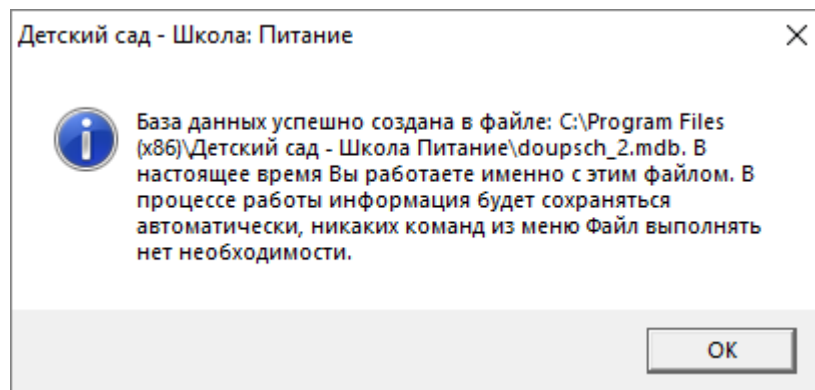 Детский сад - Школа: Питание
База данных успешно создана в файле: C:\Program Files
(x86)\Детский сад - Школа Питание\doupsch_2.mdb. В
настоящее время Вы работаете именно с этим файлом. В
процессе работы информация будет сохраняться
автоматически, никаких команд из меню Файл выполнять
нет необходимости.
ОК